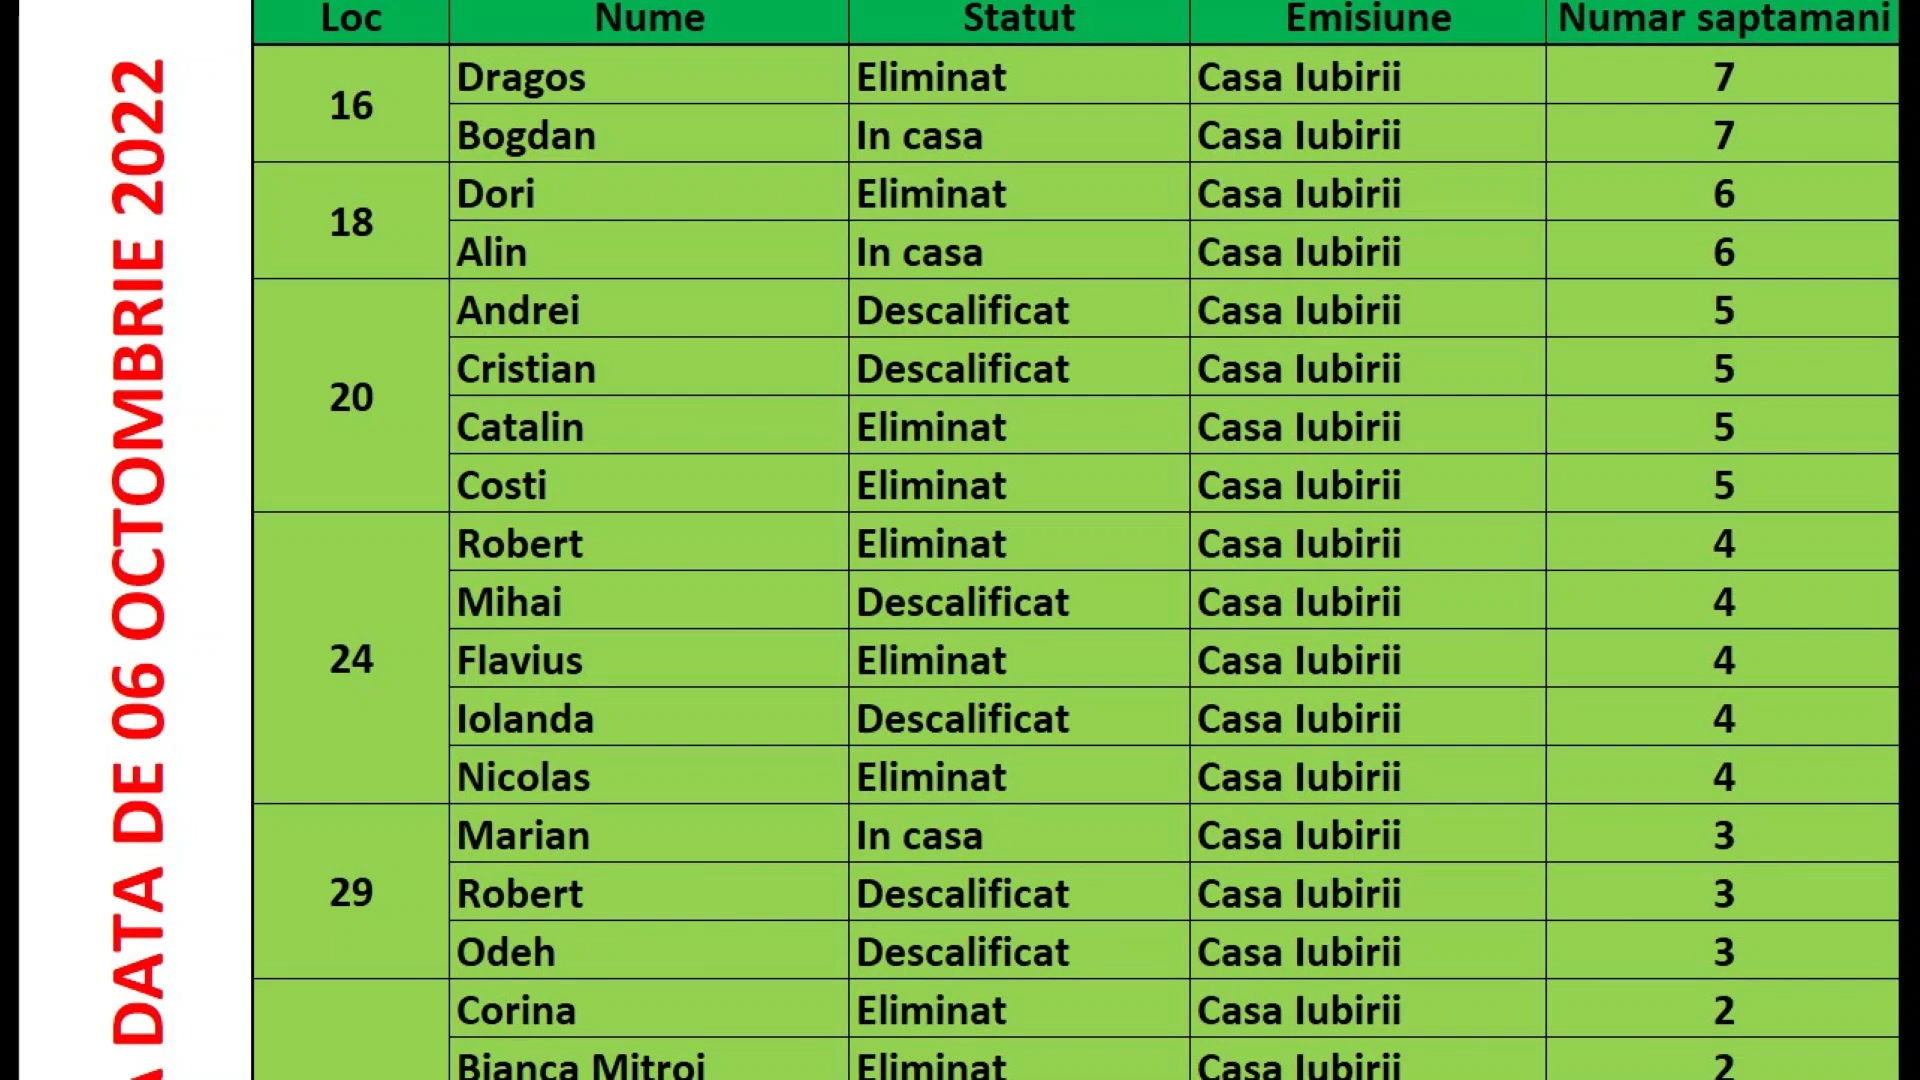 A DATA DE 06 OCTOMBRIE 2022
Loc Nume Statut Emisiune Numar saptamani
16 Dragos Eliminat Casa Iubirii 7
Bogdan In casa Casa Iubirii 7
18 Dori Eliminat Casa Iubirii 6
Alin In casa Casa Iubirii 6
20 Andrei Descalificat Casa Iubirii 5
Cristian Descalificat Casa Iubirii 5
Catalin Eliminat Casa Iubirii 5
Costi Eliminat Casa Iubirii 5
24 Robert Eliminat Casa Iubirii 4
Mihai Descalificat Casa Iubirii 4
Flavius Eliminat Casa Iubirii 4
Iolanda Descalificat Casa Iubirii 4
Nicolas Eliminat Casa Iubirii 4
29 Marian In casa Casa Iubirii 3
Robert Descalificat Casa Iubirii 3
Odeh Descalificat Casa Iubirii 3
Corina Eliminat Casa Iubirii 2
Bianca Mitroi Eliminat Casa Iubirii 2